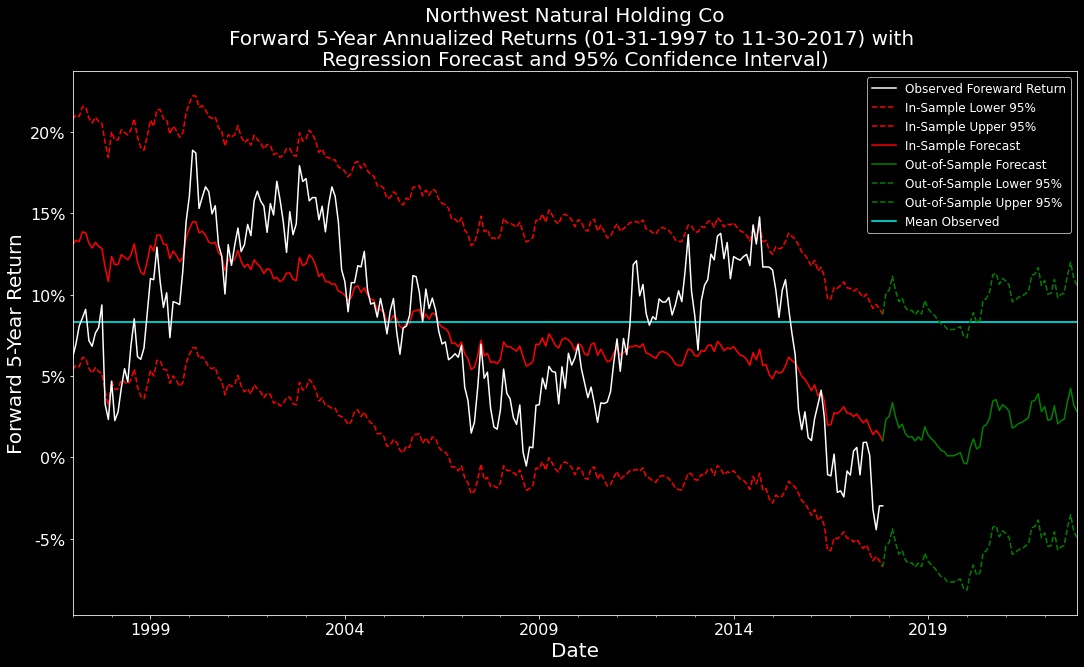 Northwest Natural Holding Co
Forward 5-Year Annualized Returns (01-31-1997 to 11-30-2017) with
Regression Forecast and 95% Confidence Interval)
Observed Foreward Return
In-Sample Lower 95%
In-Sample Upper 95%
In-Sample Forecast
Out-of-Sample Forecast
Out-of-Sample Lower 95%
Out-of-Sample Upper 95%
Mean Observed
Forward 5-Year Return
20%
15%
10%
5%
0%
-5%
1999
2004
2009
2014
2019
Date